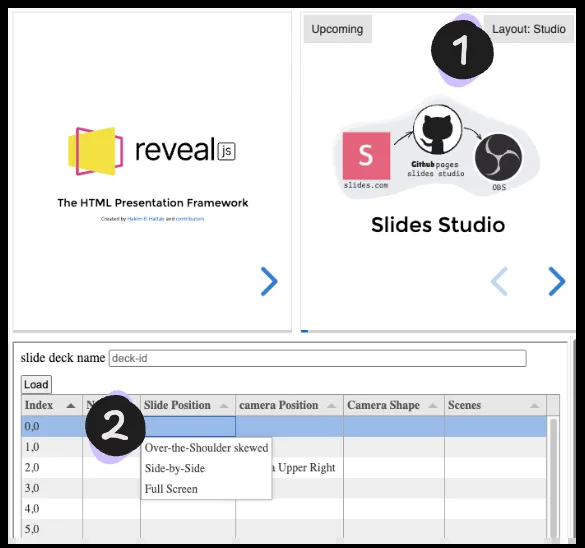 Upcoming
1
Layout: Studio
reveal js
The HTML Presentation Framework
Created by Hakim El Hattab and contributors
S
slides.com
Github pages
slides studio
OBS
Slides Studio
slide deck name deck-id
Load
Index Slide Position camera Position Camera Shape Scenes
0,0
2
1,0
Over-the-Shoulder skewed
2,0
Side-by-Side
Upper Right
3,0
Full Screen
4,0
5,0